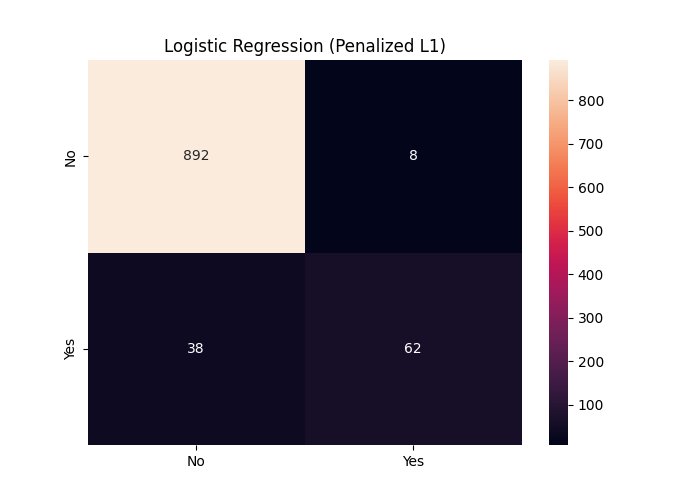 Logistic Regression (Penalized L1)
No
892
8
Yes
38
62
No
Yes
800
700
600
500
400
300
200
100